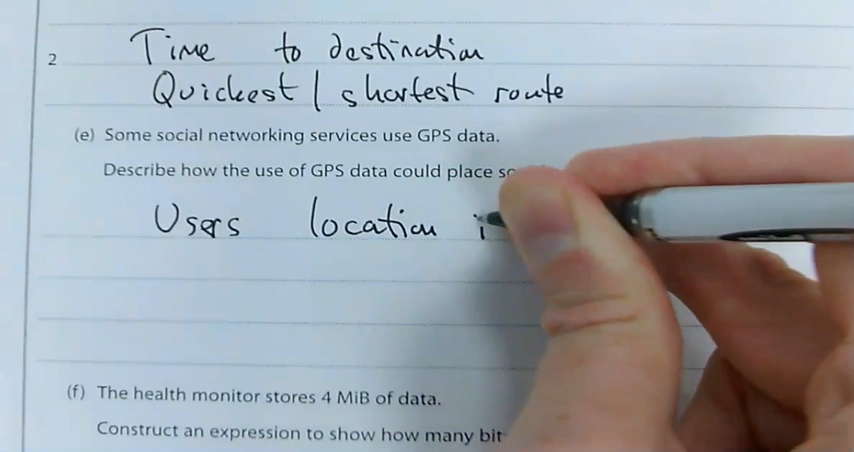 Time to destination
2
Quickest / shortest route
(e) Some social networking services use GPS data.
Describe how the use of GPS data could place
Users location
(f) The health monitor stores 4 MiB of data.
Construct an expression to show how many